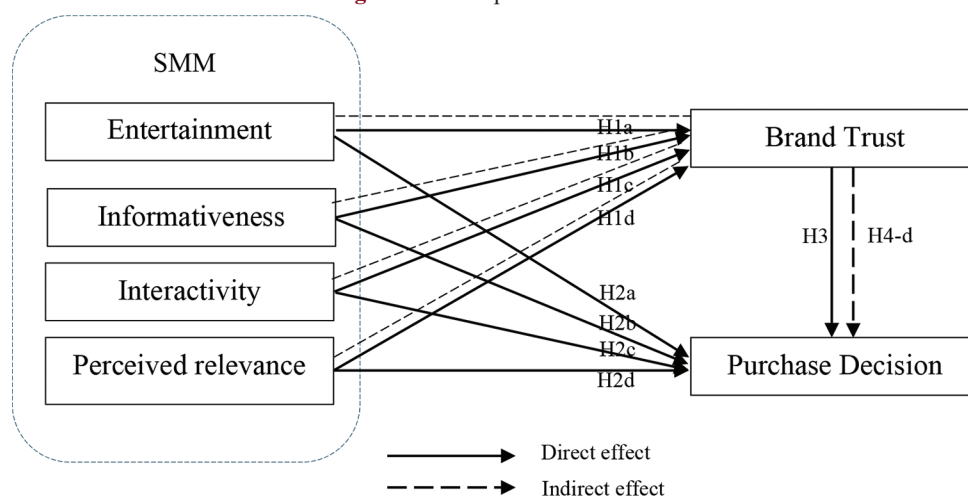 SMM
Entertainment
Informativeness
Interactivity
Perceived relevance
H1a
H1b
H1c
H1d
H2a
H2b
H2c
H2d
Brand Trust
H3
H4-d
Purchase Decision
Direct effect
Indirect effect